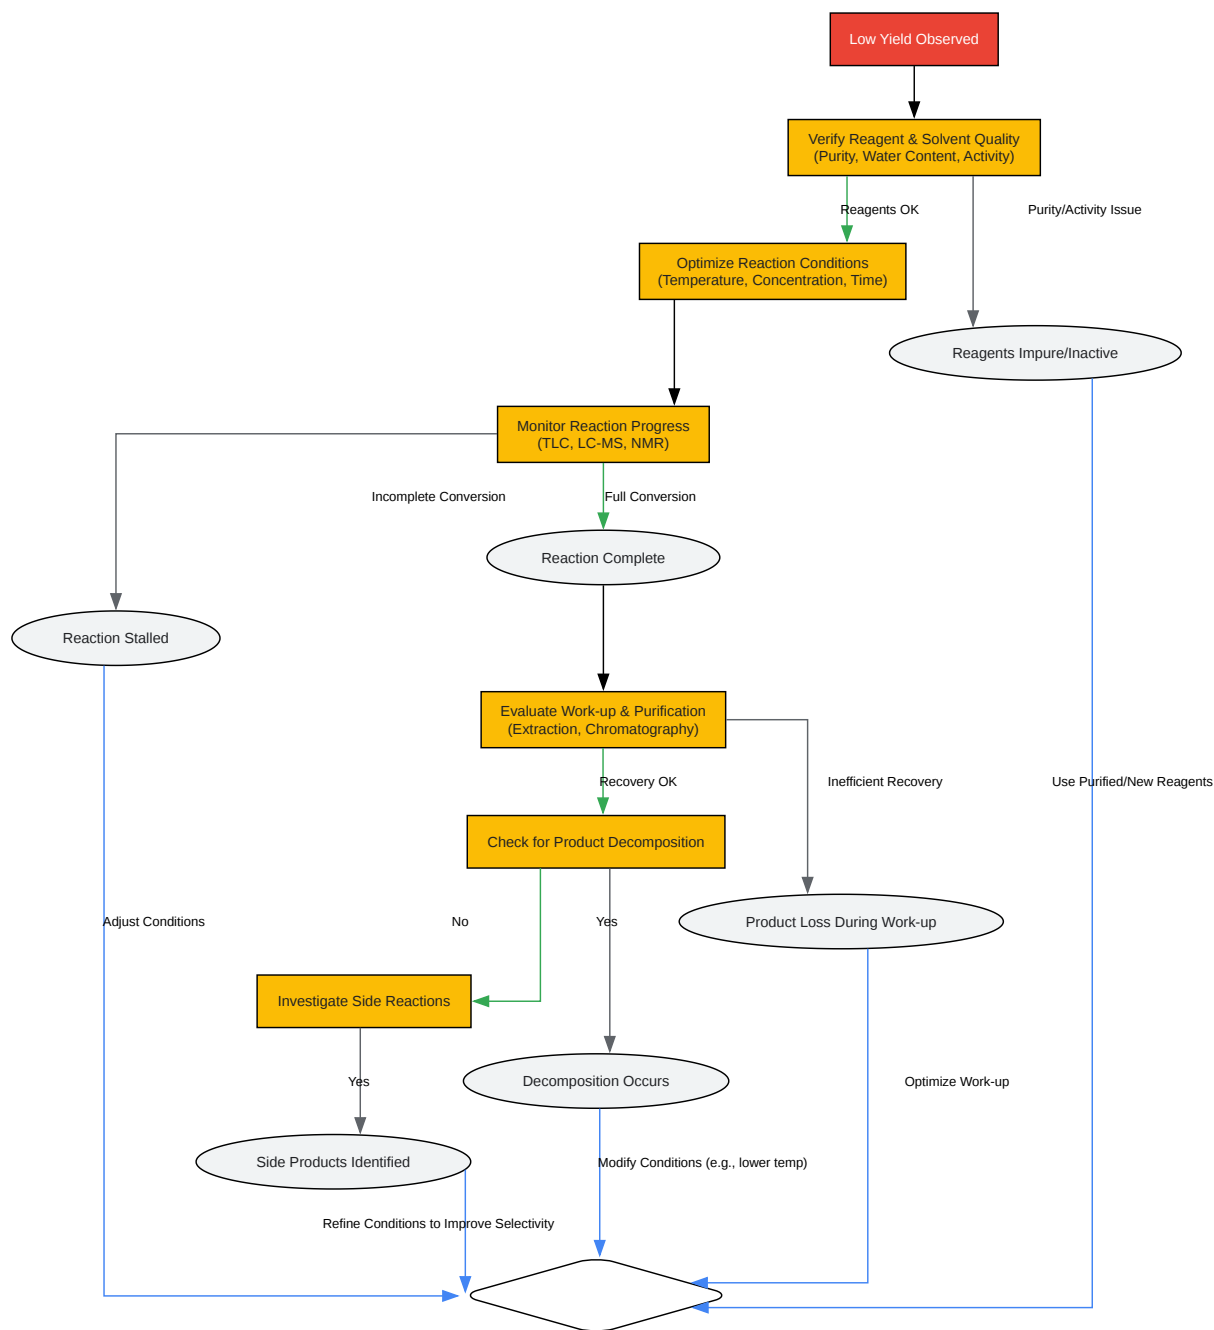 Low Yield Observed
Verify Reagent & Solvent Quality
(Purity, Water Content, Activity)
Reagents OK
Purity/Activity Issue
Optimize Reaction Conditions
(Temperature, Concentration, Time)
Reagents Impure/Inactive
Monitor Reaction Progress
(TLC, LC-MS, NMR)
Incomplete Conversion
Full Conversion
Reaction Complete
Reaction Stalled
Evaluate Work-up & Purification
(Extraction, Chromatography)
Recovery OK
Inefficient Recovery
Use Purified/New Reagents
Check for Product Decomposition
Adjust Conditions
No
Yes
Product Loss During Work-up
Investigate Side Reactions
Yes
Decomposition Occurs
Optimize Work-up
Side Products Identified
Modify Conditions (e.g., lower temp)
Refine Conditions to Improve Selectivity